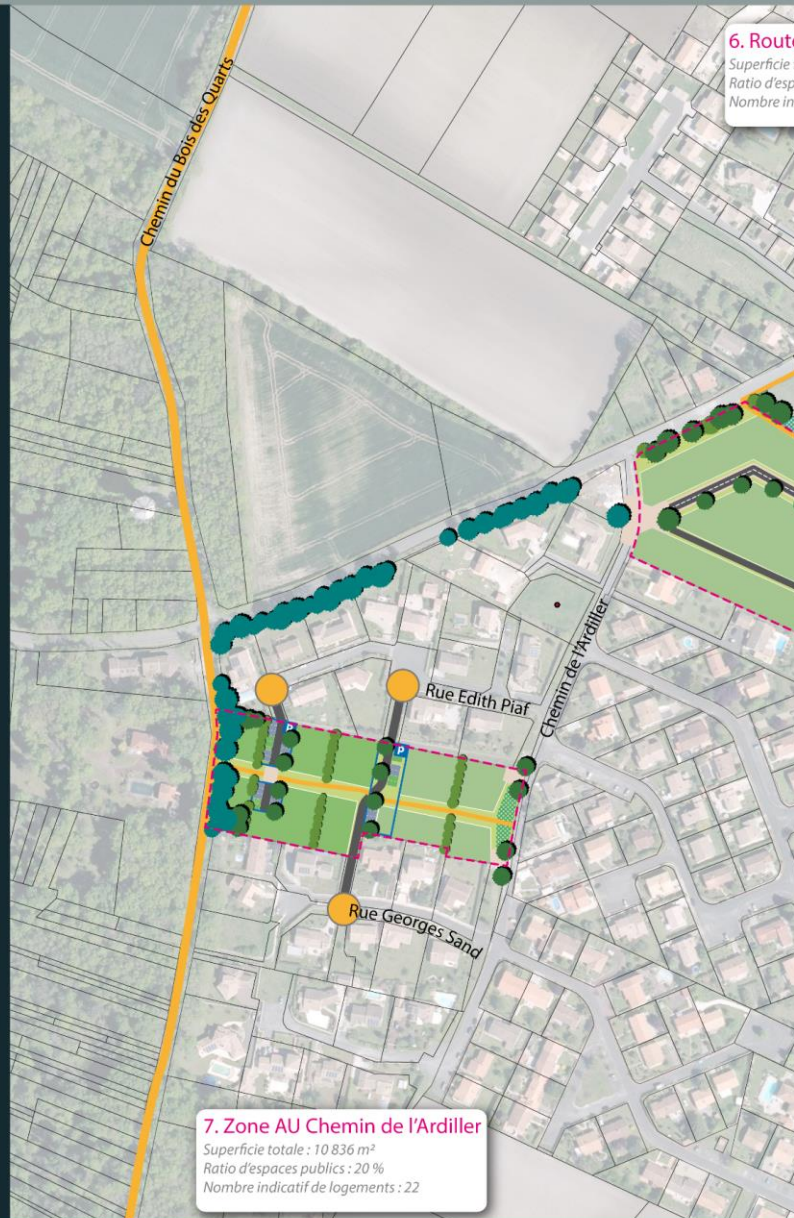 6. Route
Superficie
Ratio d'esp
Nombre in
Chemin du Bois des Quarts
Chemin de l'Ardiller
Rue Edith Piaf
P
P
Rue Georges Sand
7. Zone AU Chemin de l'Ardiller
Superficie totale : 10 836 m²
Ratio d'espaces publics : 20 %
Nombre indicatif de logements : 22